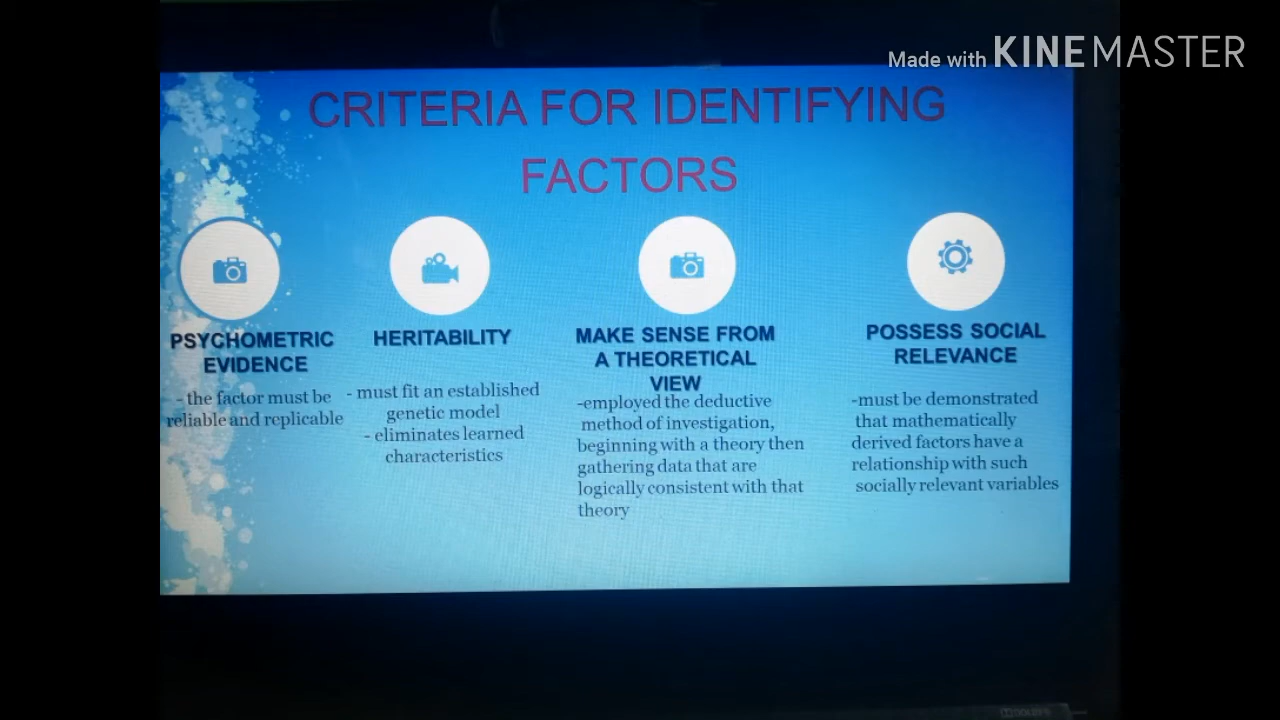 Made with KINEMASTER
CRITERIA FOR IDENTIFYING
FACTORS
PSYCHOMETRIC
EVIDENCE
- the factor must be
reliable and replicable
HERITABILITY
- must fit an established
genetic model
- eliminates learned
characteristics
MAKE SENSE FROM
A THEORETICAL
VIEW
-employed the deductive
method of investigation,
beginning with a theory then
gathering data that are
logically consistent with that
theory
POSSESS SOCIAL
RELEVANCE
-must be demonstrated
that mathematically
derived factors have a
relationship with such
socially relevant variables